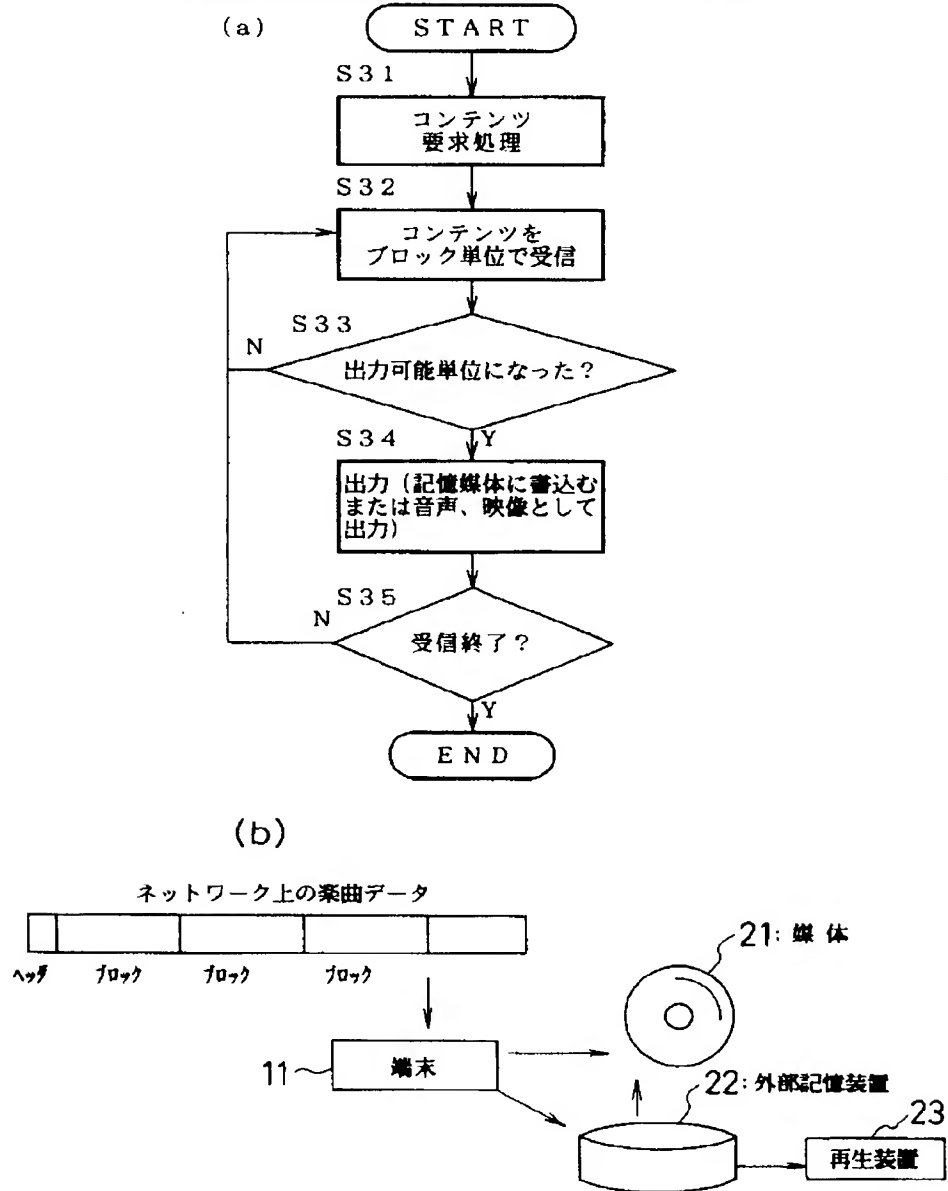 (a)
START
S31
コンテンツ
要求処理
S32
コンテンツを
ブロック単位で受信
S33
N
出力可能単位になった？
Y
S34
出力（記憶媒体に書込む
または音声、映像として
出力）
S35
N
受信終了？
Y
END
(b)
ネットワーク上の楽曲データ
ヘッダ ブロック ブロック ブロック
21:媒体
11 端末
22:外部記憶装置
23
再生装置